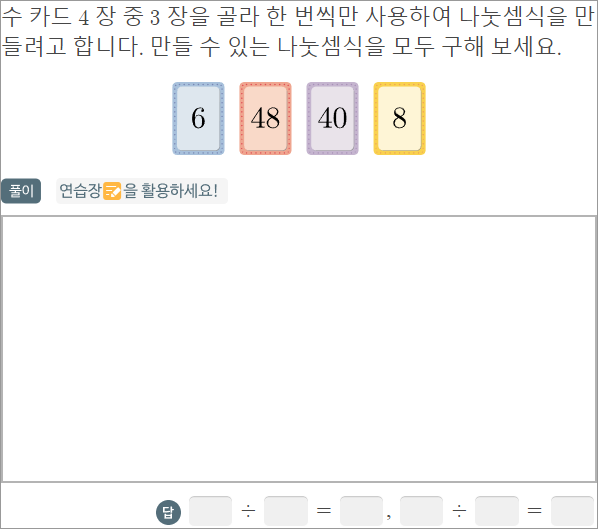 수 카드 4 장 중 3 장을 골라 한 번씩만 사용하여 나눗셈식을 만
들려고 합니다. 만들 수 있는 나눗셈식을 모두 구해 보세요.
6 48 40 8
풀이 연습장을 활용하세요!
답 ÷ = , ÷ =